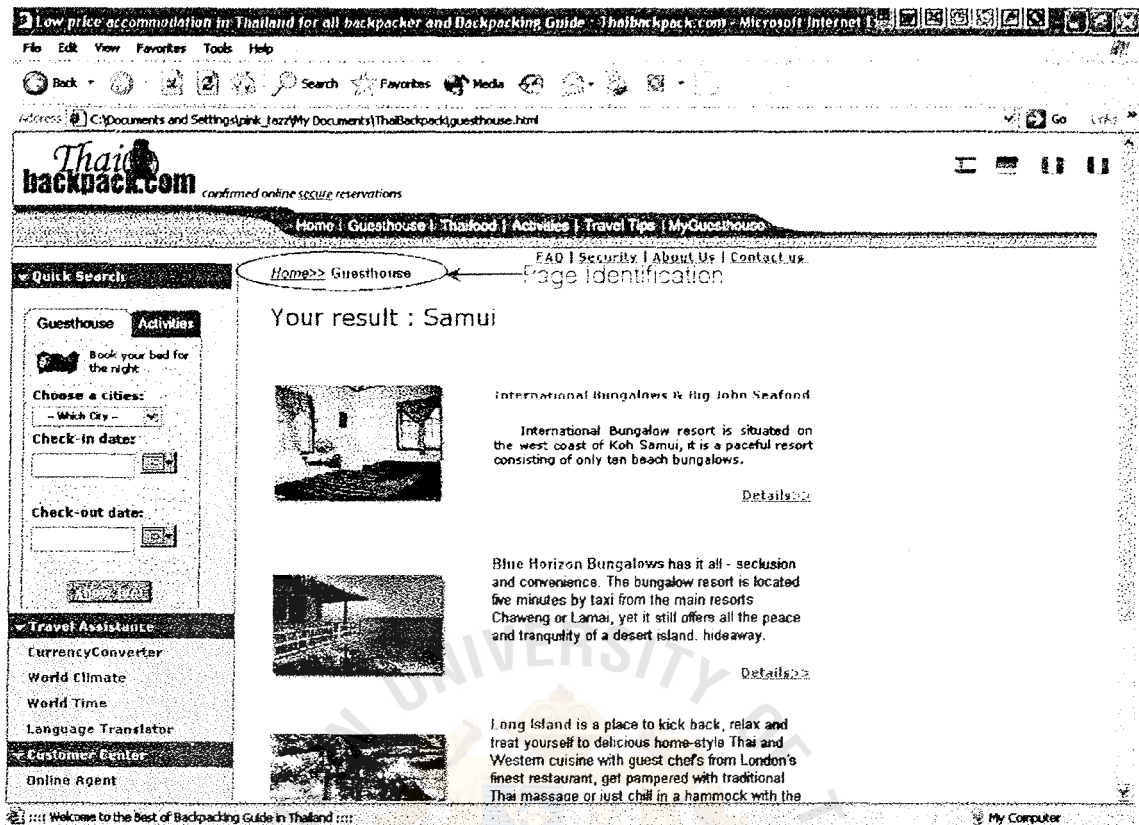 Low price accommodation in Thailand for all backpacker and Backpacking Guide - Thaibackpack.com - Microsoft Internet
File Edit View Favorites Tools Help
Back Search Favorites Media
Address C:\Documents and Settings\pink_tazz\My Documents\ThaiBackpack\guesthouse.html Go Links »
Thai
backpack.com confirmed online secure reservations
Home | Guesthouse | Thaifood | Activities | Travel Tips | MyGuesthouse
FAQ | Security | About Us | Contact us
Home>> Guesthouse
Page Identification
Quick Search
Guesthouse Activities
Book your bed for
the night
Choose a cities:
-- Which City --
Check-in date:
Check-out date:
Travel Assistance
CurrencyConverter
World Climate
World Time
Language Translator
Customer Center
Online Agent
Your result : Samui
International Bungalows & Big John Seafood
International Bungalow resort is situated on
the west coast of Koh Samui, it is a paceful resort
consisting of only ten beach bungalows.
Details>>
Blue Horizon Bungalows has it all - seclusion
and convenience. The bungalow resort is located
five minutes by taxi from the main resorts
Chaweng or Lamai, yet it still offers all the peace
and tranquility of a desert island. hideaway.
Details>>
Long Island is a place to kick back, relax and
treat yourself to delicious home-style Thai and
Western cuisine with guest chef's from London's
finest restaurant, get pampered with traditional
Thai massage or just chill in a hammock with the
UNIVERSITY OF
:::: Welcome to the Best of Backpacking Guide in Thailand :::: My Computer